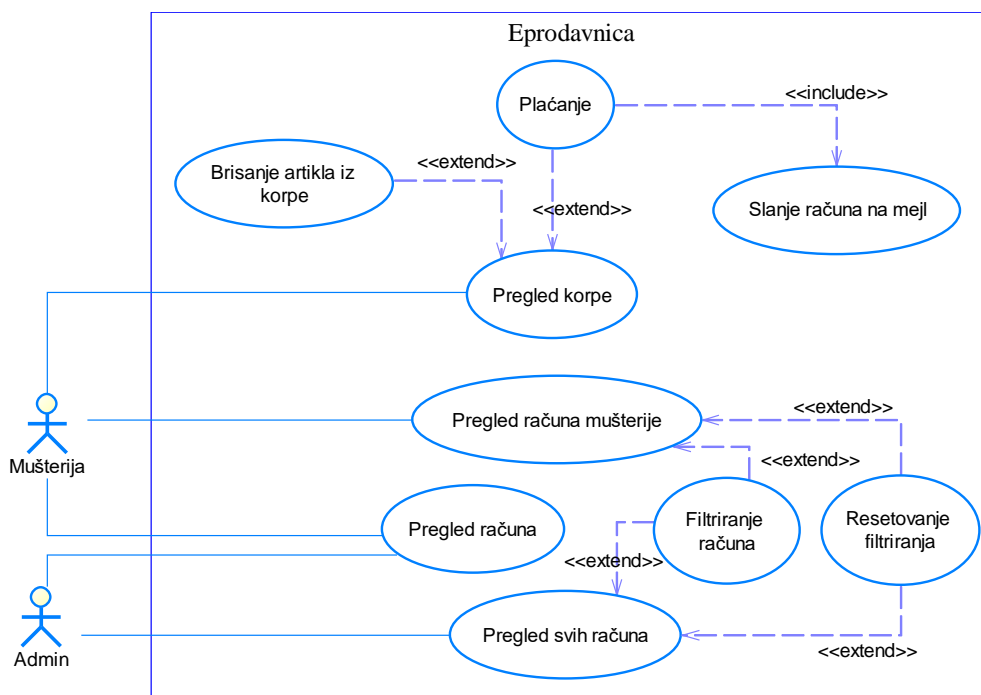 Eprodavnica
Plaćanje
<<include>>
<<extend>>
Brisanje artikla iz
korpe
<<extend>>
Slanje računa na mejl
Pregled korpe
Pregled računa mušterije
<<extend>>
Mušterija
<<extend>>
Pregled računa
Filtriranje
računa
Resetovanje
filtriranja
<<extend>>
Pregled svih računa
<<extend>>
Admin